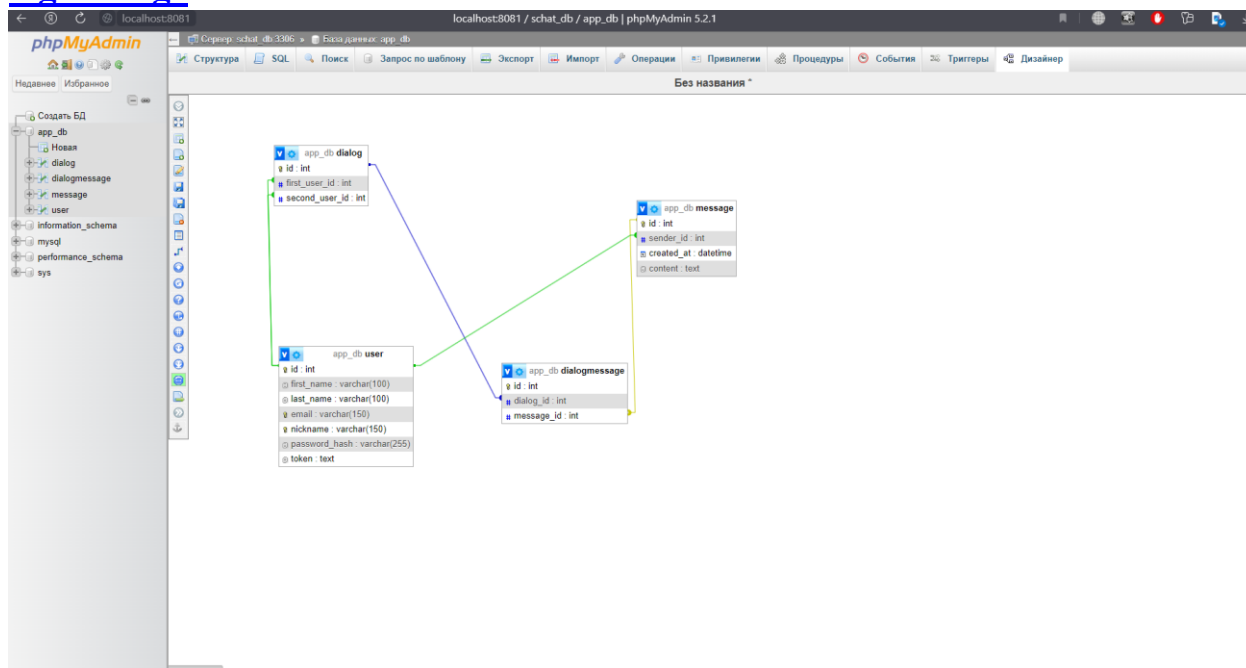 localhost:8081
localhost:8081 / schat_db / app_db | phpMyAdmin 5.2.1
phpMyAdmin
Недавнее Избранное
Создать БД
app_db
Новая
dialog
dialogmessage
message
user
information_schema
mysql
performance_schema
sys
Сервер: schat_db:3306 » База данных: app_db
Структура SQL Поиск Запрос по шаблону Экспорт Импорт Операции Привилегии Процедуры События Триггеры Дизайнер
Без названия *
V app_db dialog
id : int
# first_user_id : int
# second_user_id : int
V app_db message
id : int
# sender_id : int
created_at : datetime
content : text
V app_db user
id : int
first_name : varchar(100)
last_name : varchar(100)
email : varchar(150)
nickname : varchar(150)
password_hash : varchar(255)
token : text
V app_db dialogmessage
id : int
# dialog_id : int
# message_id : int